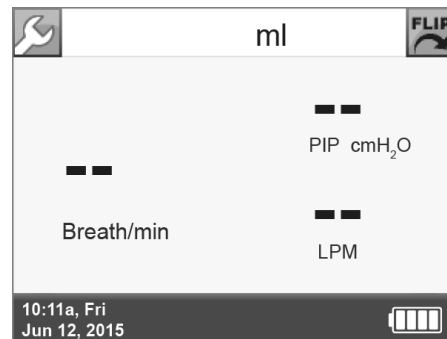 ml
FLIP
--
PIP cmH₂O
--
Breath/min
--
LPM
10:11a, Fri
Jun 12, 2015